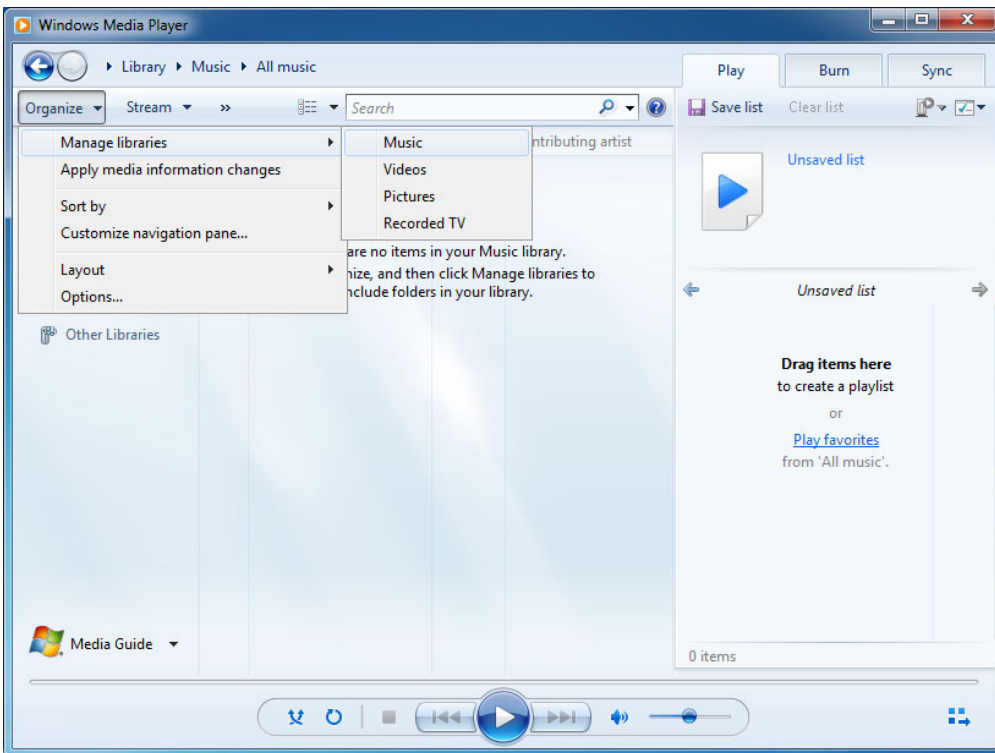 Windows Media Player
Library Music All music
Play Burn Sync
Organize Stream » Search
Save list Clear list
Manage libraries
Apply media information changes
Sort by
Customize navigation pane...
Layout
Options...
Music
Videos
Pictures
Recorded TV
ntributing artist
are no items in your Music library.
nize, and then click Manage libraries to
nclude folders in your library.
Other Libraries
Media Guide
Unsaved list
Unsaved list
Drag items here
to create a playlist
or
Play favorites
from 'All music'.
0 items